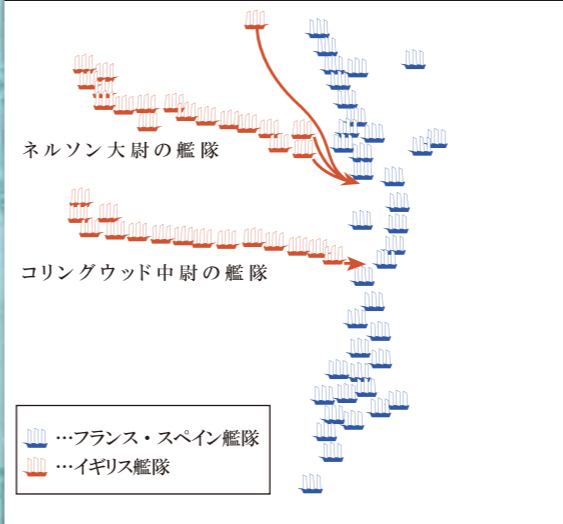 ネルソン大尉の艦隊
コリングウッド中尉の艦隊
…フランス・スペイン艦隊
…イギリス艦隊